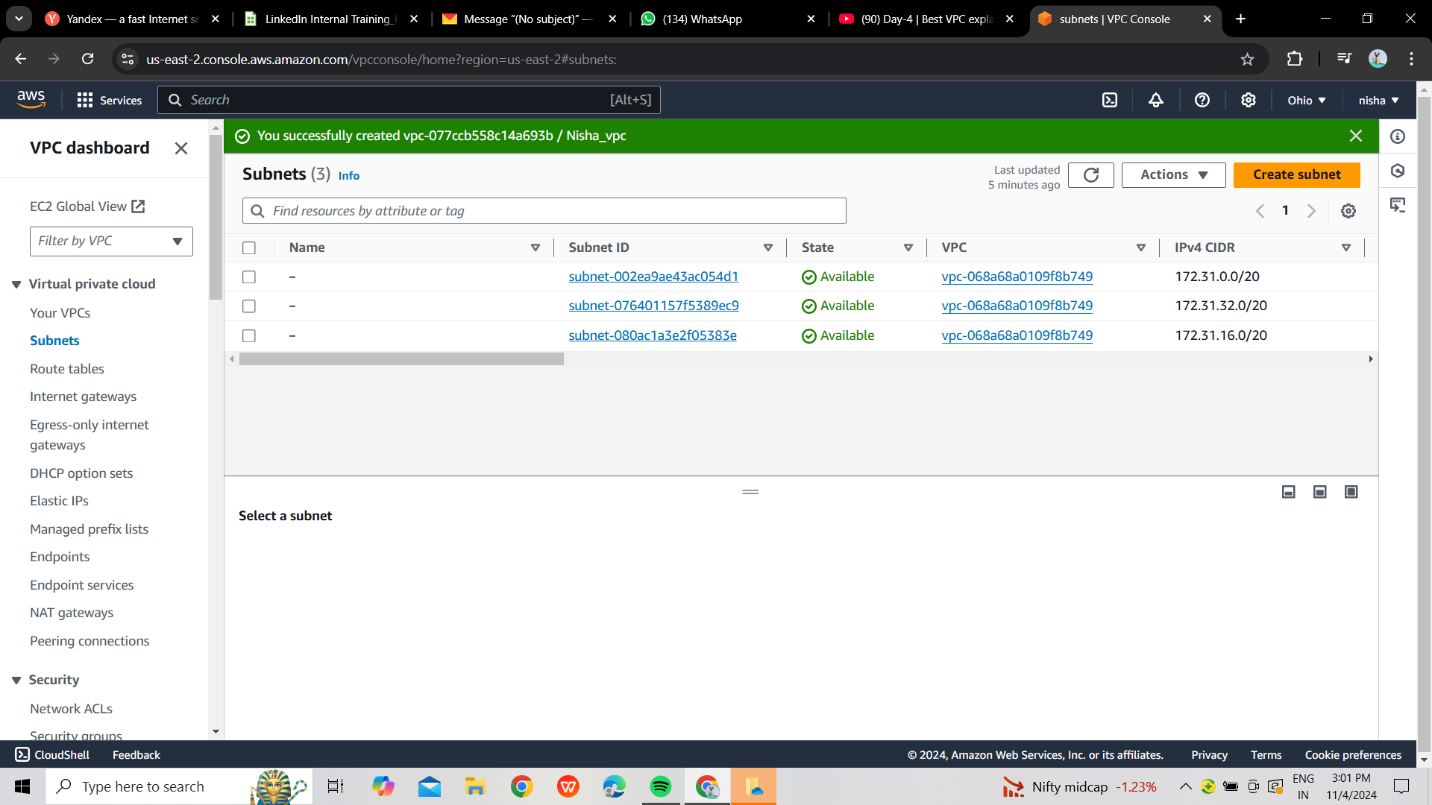 Yandex — a fast Internet se
LinkedIn Internal Training_
Message "(No subject)" —
(134) WhatsApp
(90) Day-4 | Best VPC expla
subnets | VPC Console
us-east-2.console.aws.amazon.com/vpcconsole/home?region=us-east-2#subnets:
aws
Services
Search
[Alt+S]
Ohio
nisha
VPC dashboard
EC2 Global View
Filter by VPC
Virtual private cloud
Your VPCs
Subnets
Route tables
Internet gateways
Egress-only internet
gateways
DHCP option sets
Elastic IPs
Managed prefix lists
Endpoints
Endpoint services
NAT gateways
Peering connections
Security
Network ACLs
Security groups
You successfully created vpc-077ccb558c14a693b / Nisha_vpc
Subnets (3) Info
Last updated
5 minutes ago
Actions
Create subnet
Find resources by attribute or tag
1
Name Subnet ID State VPC IPv4 CIDR
– subnet-002ea9ae43ac054d1 Available vpc-068a68a0109f8b749 172.31.0.0/20
– subnet-076401157f5389ec9 Available vpc-068a68a0109f8b749 172.31.32.0/20
– subnet-080ac1a3e2f05383e Available vpc-068a68a0109f8b749 172.31.16.0/20
Select a subnet
CloudShell Feedback © 2024, Amazon Web Services, Inc. or its affiliates. Privacy Terms Cookie preferences
Type here to search
Nifty midcap -1.23%
ENG
IN
3:01 PM
11/4/2024